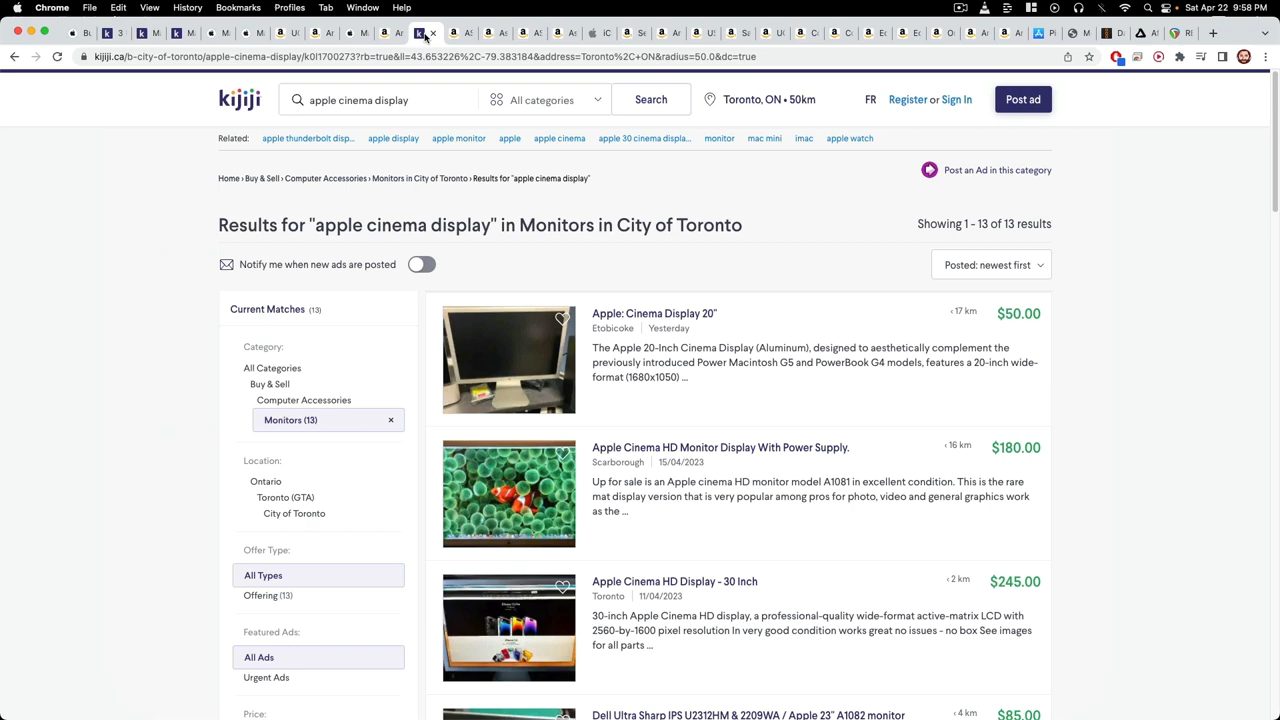 Chrome File Edit View History Bookmarks Profiles Tab Window Help Sat Apr 22 9:58 PM
kijiji.ca/b-city-of-toronto/apple-cinema-display/k0l1700273?rb=true&ll=43.653226%2C-79.383184&address=Toronto%2C+ON&radius=50.0&dc=true
kijiji apple cinema display All categories Search Toronto, ON • 50km FR Register or Sign In Post ad
Related: apple thunderbolt disp... apple display apple monitor apple apple cinema apple 30 cinema displa... monitor mac mini imac apple watch
Post an Ad in this category
Home › Buy & Sell › Computer Accessories › Monitors in City of Toronto › Results for "apple cinema display"
Results for "apple cinema display" in Monitors in City of Toronto
Showing 1 - 13 of 13 results
Notify me when new ads are posted
Posted: newest first
Current Matches (13)
Category:
All Categories
Buy & Sell
Computer Accessories
Monitors (13) ×
Location:
Ontario
Toronto (GTA)
City of Toronto
Offer Type:
All Types
Offering (13)
Featured Ads:
All Ads
Urgent Ads
Price:
Apple: Cinema Display 20"
‹ 17 km
$50.00
Etobicoke | Yesterday
The Apple 20-Inch Cinema Display (Aluminum), designed to aesthetically complement the
previously introduced Power Macintosh G5 and PowerBook G4 models, features a 20-inch wide-
format (1680x1050) ...
Apple Cinema HD Monitor Display With Power Supply.
‹ 16 km
$180.00
Scarborough | 15/04/2023
Up for sale is an Apple cinema HD monitor model A1081 in excellent condition. This is the rare
mat display version that is very popular among pros for photo, video and general graphics work
as the ...
Apple Cinema HD Display - 30 Inch
‹ 2 km
$245.00
Toronto | 11/04/2023
30-inch Apple Cinema HD display, a professional-quality wide-format active-matrix LCD with
2560-by-1600 pixel resolution In very good condition works great no issues - no box See images
for all parts ...
Dell Ultra Sharp IPS U2312HM & 2209WA / Apple 23" A1082 monitor
‹ 4 km
$85.00